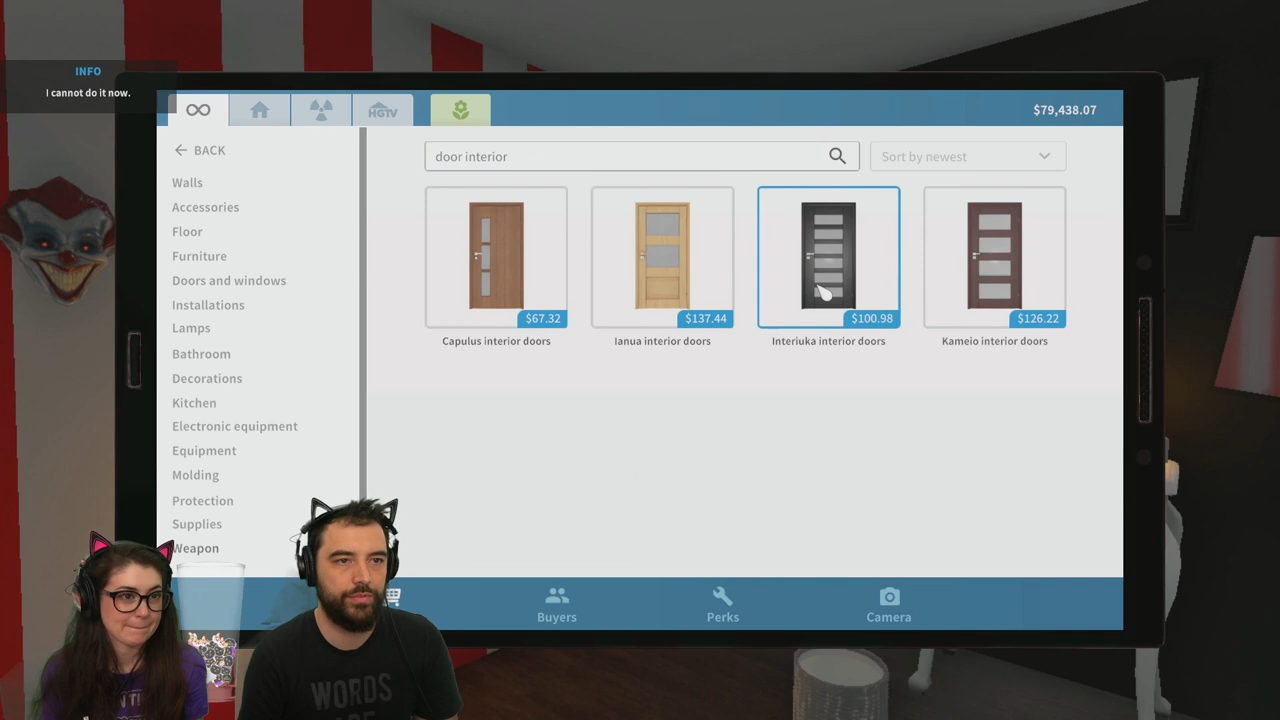 INFO
I cannot do it now.
HGTV
$79,438.07
BACK
door interior
Sort by newest
Walls
Accessories
Floor
Furniture
Doors and windows
Installations
Lamps
Bathroom
Decorations
Kitchen
Electronic equipment
Equipment
Molding
Protection
Supplies
Weapon
$67.32
$137.44
$100.98
$126.22
Capulus interior doors
Ianua interior doors
Interiuka interior doors
Kameio interior doors
Buyers
Perks
Camera
WORDS